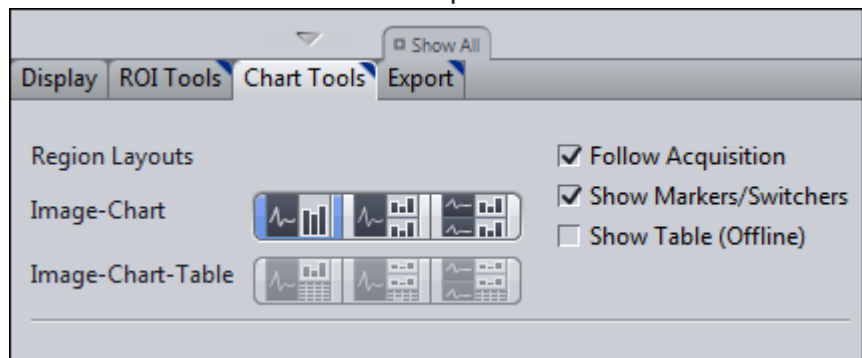 Show All
Display ROI Tools Chart Tools Export
Region Layouts
Follow Acquisition
Image-Chart
Show Markers/Switchers
Show Table (Offline)
Image-Chart-Table